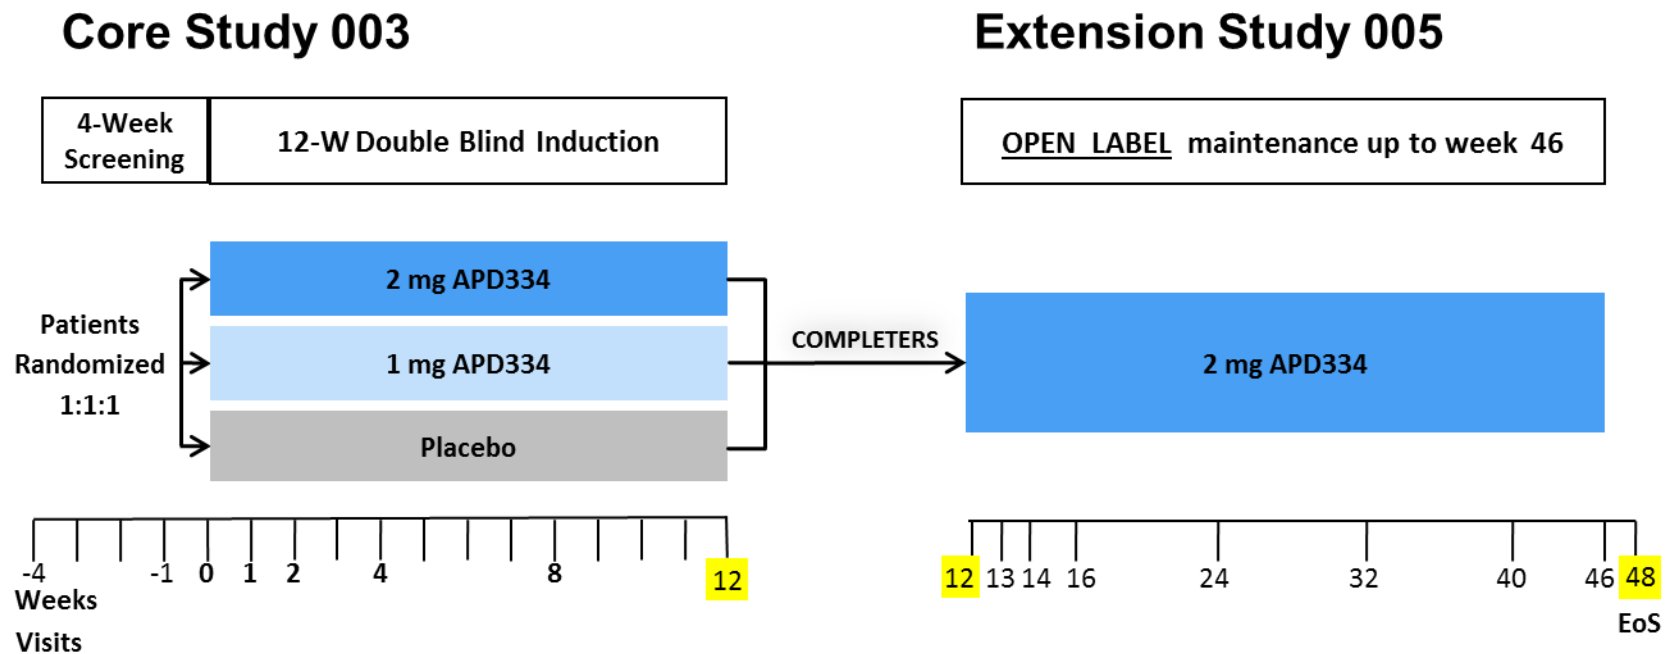 Core Study 003
Extension Study 005
4-Week
Screening
12-W Double Blind Induction
OPEN LABEL maintenance up to week 46
Patients
Randomized
1:1:1
2 mg APD334
1 mg APD334
Placebo
COMPLETERS
2 mg APD334
-4 -1 0 1 2 4 8 12
Weeks
Visits
12 13 14 16 24 32 40 46 48
EoS